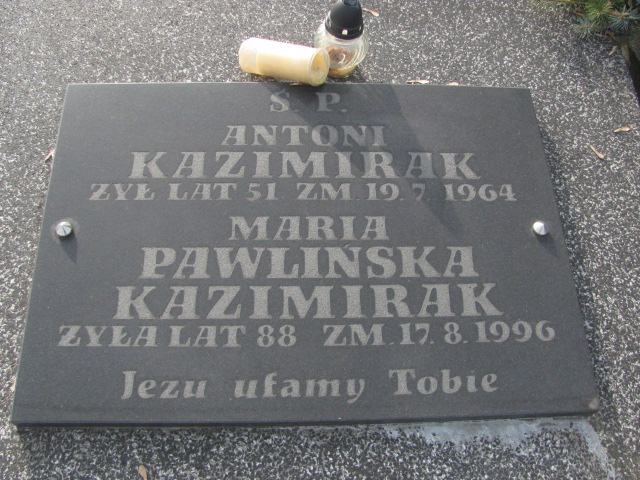 Ś. P.
ANTONI
KAZIMIRAK
ŻYŁ LAT 51. ZM. 19. 7. 1964
MARIA
PAWLIŃSKA
KAZIMIRAK
ŻYŁA LAT 88 ZM. 17. 8. 1996
Jezu ufamy Tobie